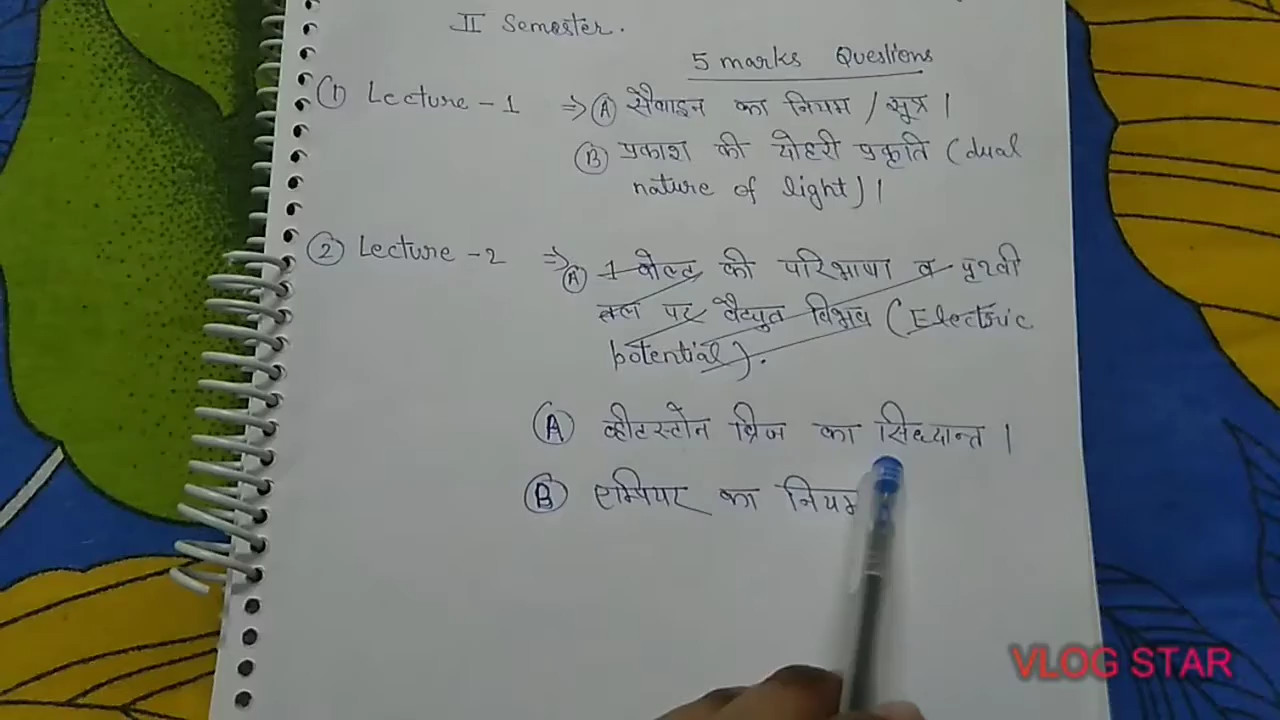 II Semester.
5 marks Questions
(1) Lecture - 1 ⇒ (A) सैबाइन का नियम / सूत्र ।
(B) प्रकाश की दोहरी प्रकृति (dual
nature of light) ।
(2) Lecture - 2 ⇒
(A) 1 वोल्ट की परिभाषा व पृथ्वी
तल पर वैद्युत विभव (Electric
potential).
(A) व्हीटस्टोन ब्रिज का सिध्दान्त ।
(B) एम्पियर का नियम
VLOG STAR